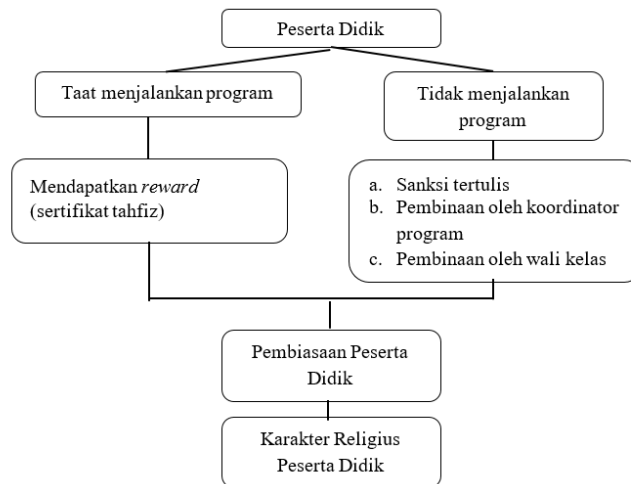 Peserta Didik
Taat menjalankan program
Tidak menjalankan
program
Mendapatkan reward
(sertifikat tahfiz)
a. Sanksi tertulis
b. Pembinaan oleh koordinator
program
c. Pembinaan oleh wali kelas
Pembiasaan Peserta
Didik
Karakter Religius
Peserta Didik